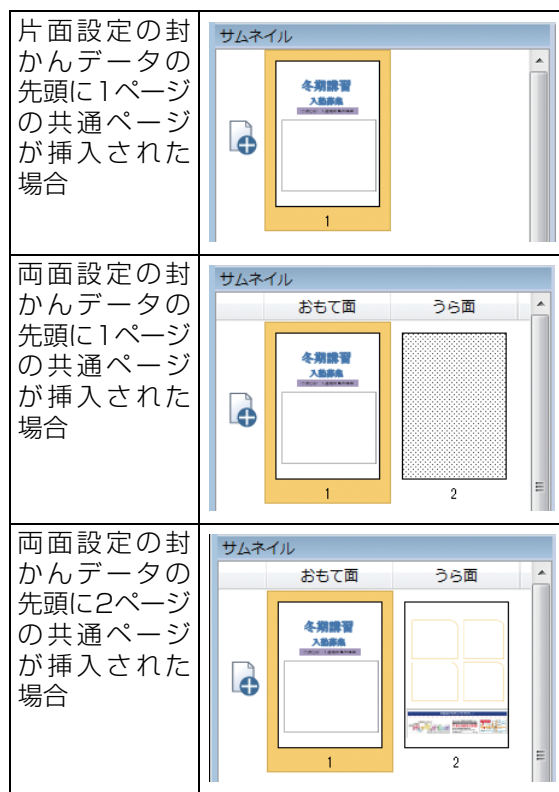 片面設定の封
かんデータの
先頭に1ページ
の共通ページ
が挿入された
場合
サムネイル
冬期講習
入塾募集
1
両面設定の封
かんデータの
先頭に1ページ
の共通ページ
が挿入された
場合
サムネイル
おもて面 うら面
冬期講習
入塾募集
1 2
両面設定の封
かんデータの
先頭に2ページ
の共通ページ
が挿入された
場合
サムネイル
おもて面 うら面
冬期講習
入塾募集
1 2